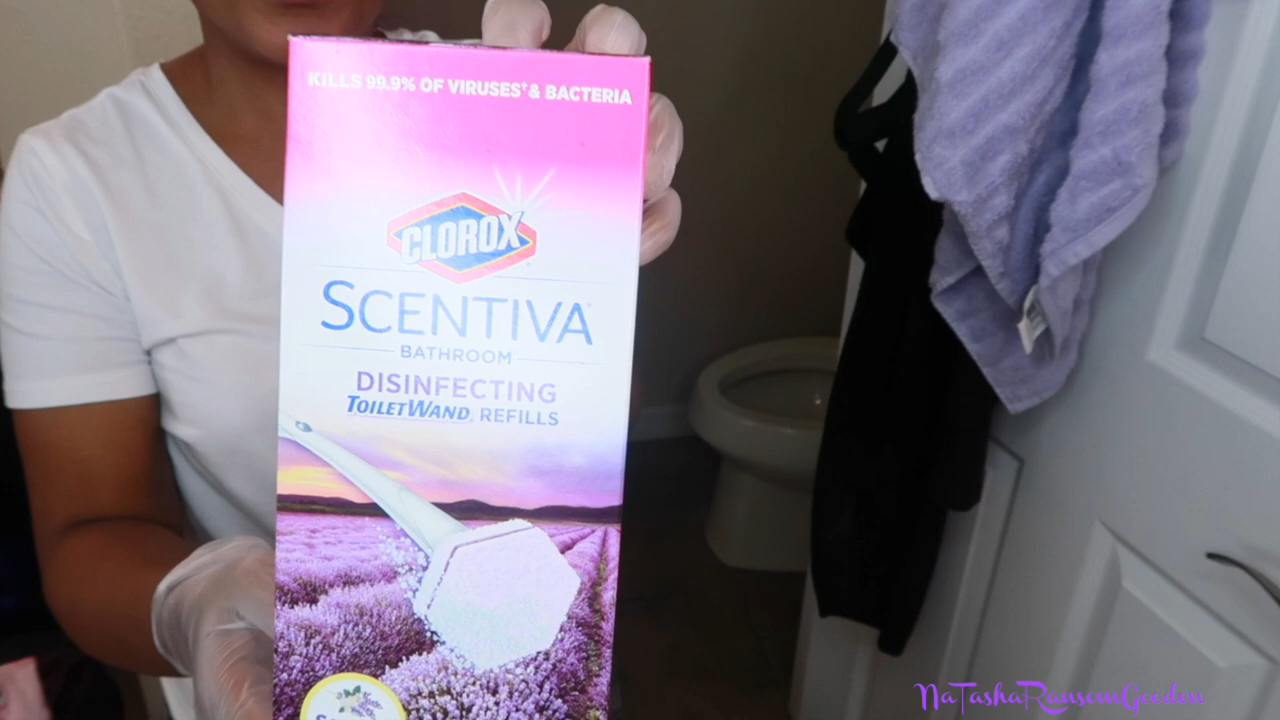 KILLS 99.9% OF VIRUSES† & BACTERIA
CLOROX
SCENTIVA
BATHROOM
DISINFECTING
TOILETWAND REFILLS
NaTashaRansomGooden